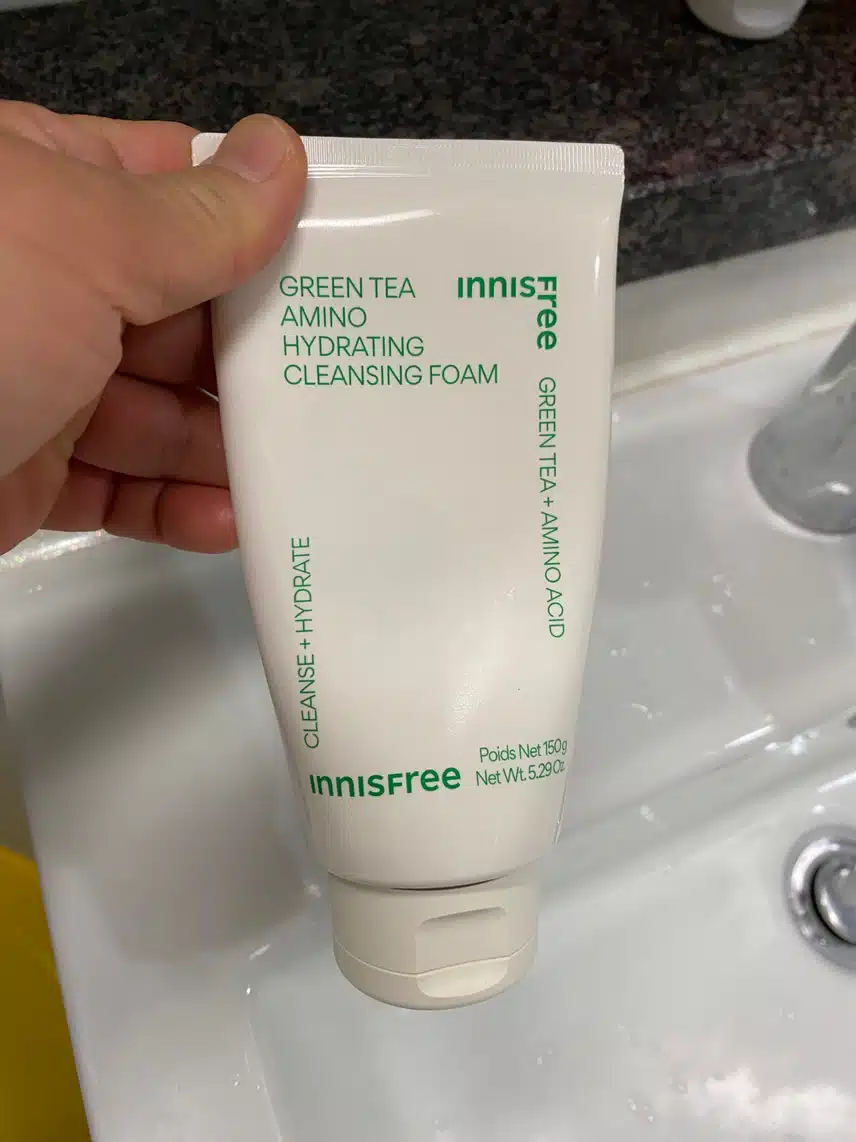 GREEN TEA
AMINO
HYDRATING
CLEANSING FOAM
innisFree
GREEN TEA + AMINO ACID
CLEANSE + HYDRATE
innisFree
Poids Net 150g
Net Wt. 5.29 Oz.